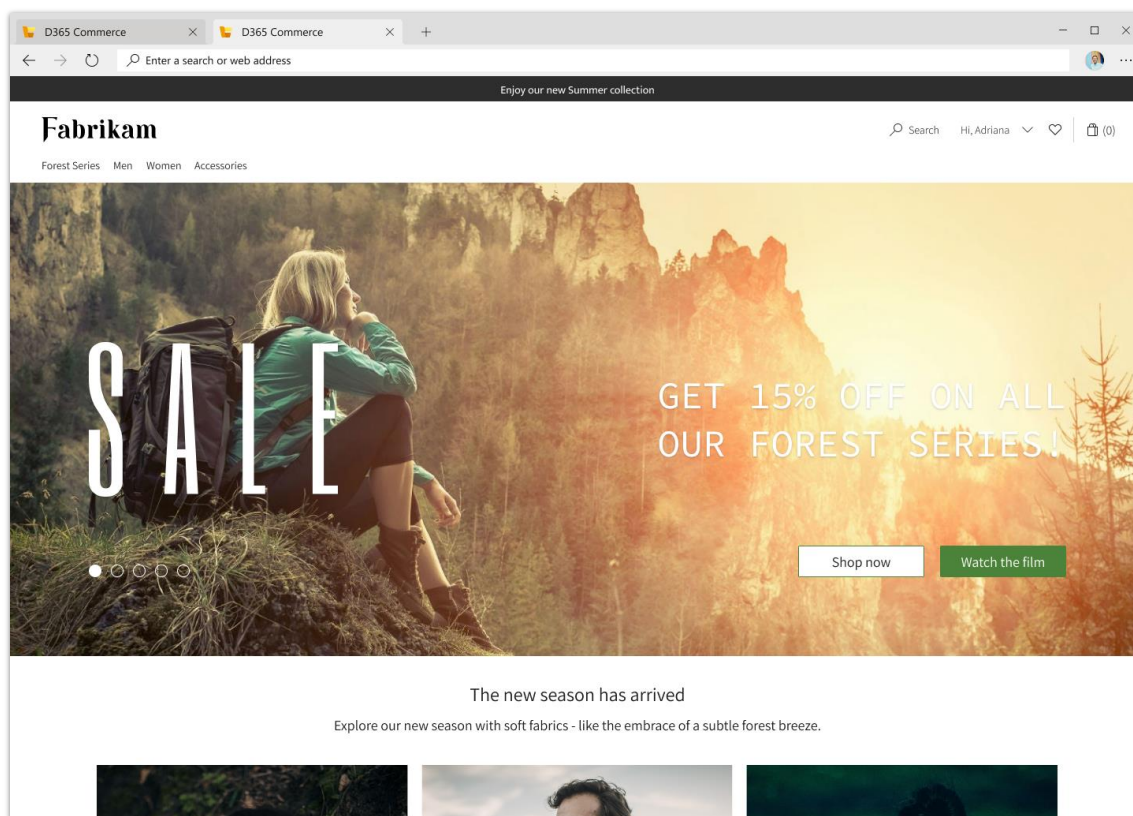 D365 Commerce
D365 Commerce
Enter a search or web address
Enjoy our new Summer collection
Fabrikam
Search
Hi, Adriana
(0)
Forest Series
Men
Women
Accessories
SALE
GET 15% OFF ON ALL
OUR FOREST SERIES!
Shop now
Watch the film
The new season has arrived
Explore our new season with soft fabrics - like the embrace of a subtle forest breeze.